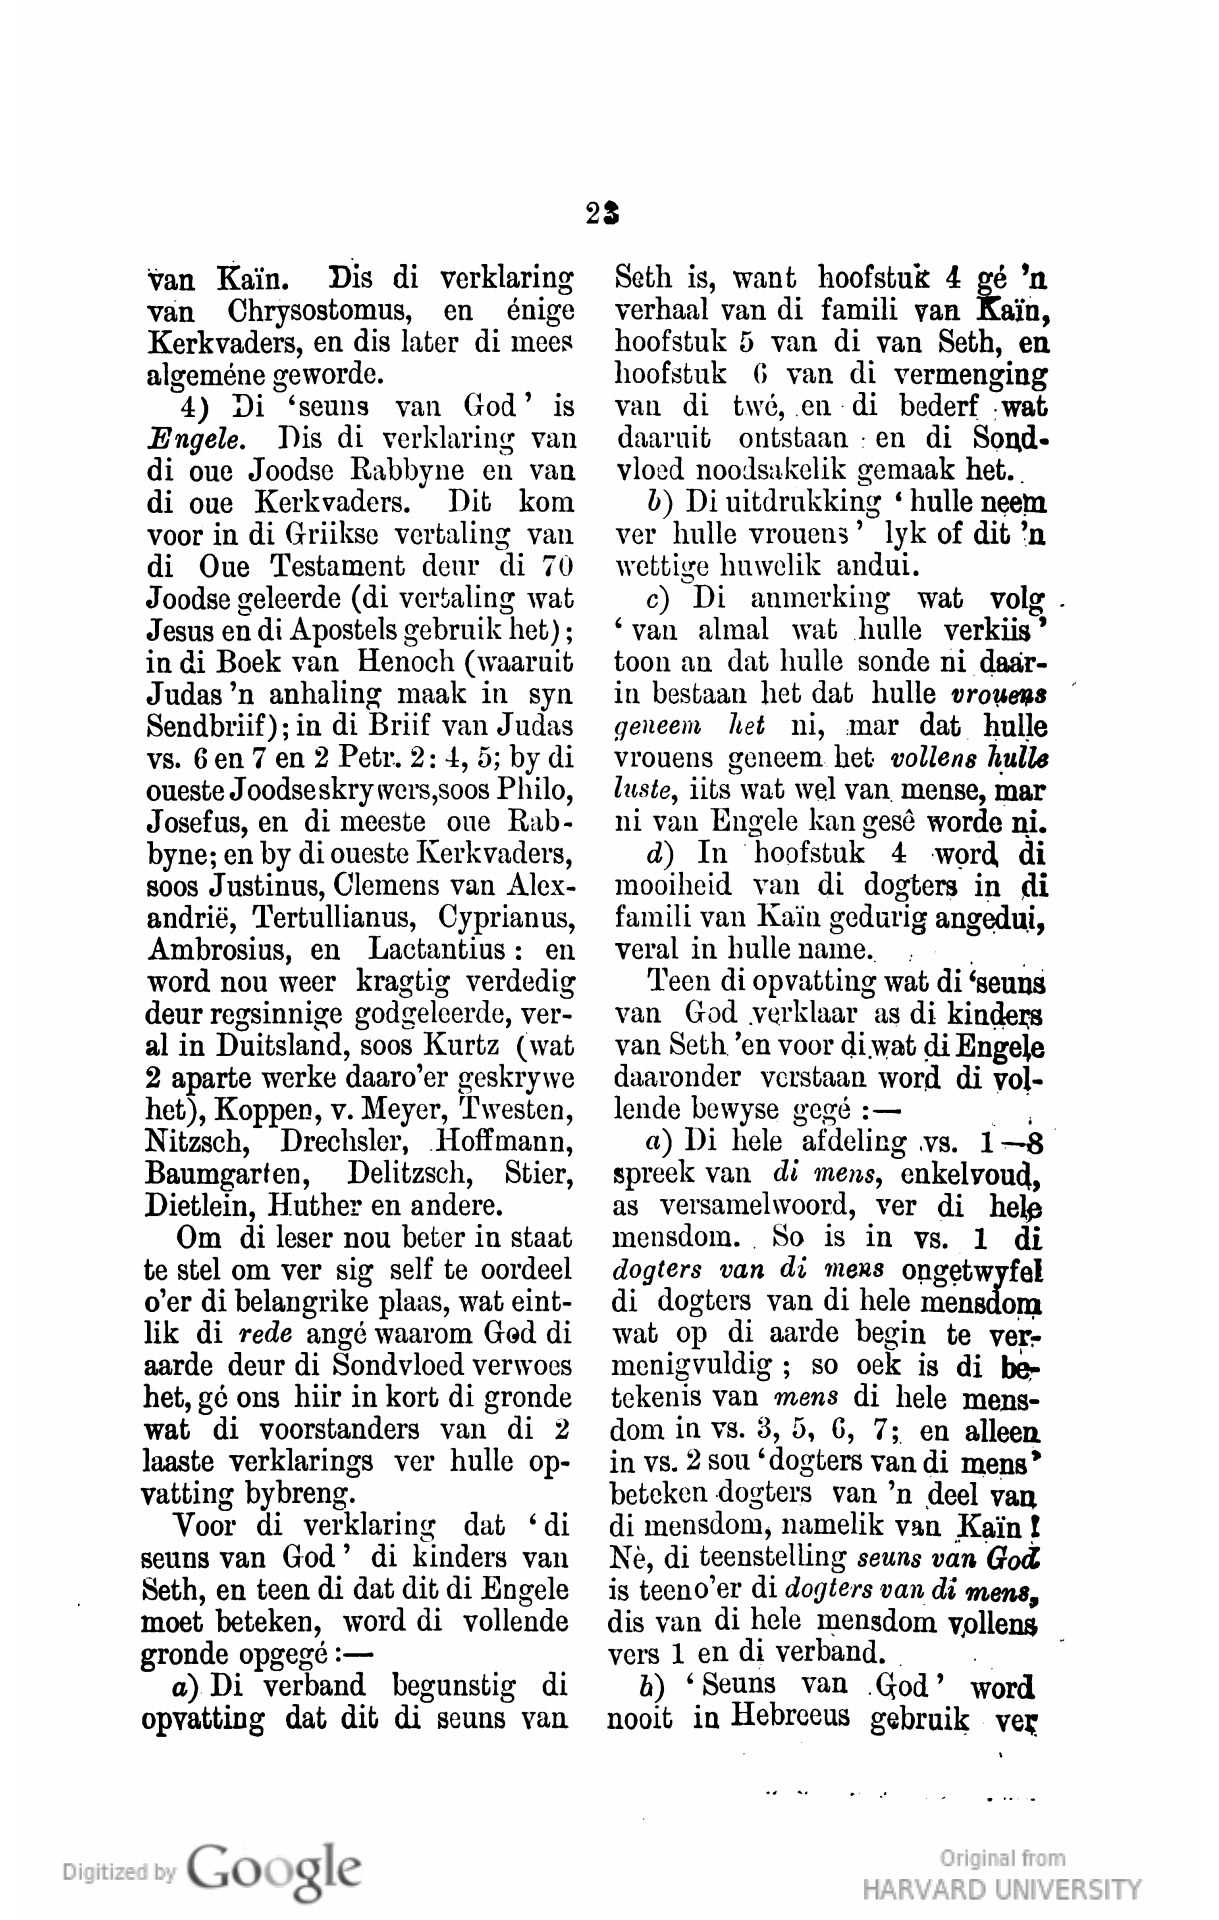 23
van Kaïn. Dis di verklaring
van Chrysostomus, en énige
Kerkvaders, en dis later di mees
algeméne geworde.
4) Di ‘seuns van God’ is
Engele. Dis di verklaring van
di oue Joodse Rabbyne en van
di oue Kerkvaders. Dit kom
voor in di Griikse vertaling van
di Oue Testament deur di 70
Joodse geleerde (di vertaling wat
Jesus en di Apostels gebruik het);
in di Boek van Henoch (waaruit
Judas 'n anhaling maak in syn
Sendbriif); in di Briif van Judas
vs. 6 en 7 en 2 Petr. 2: 4, 5; by di
oueste Joodse skrywers, soos Philo,
Josefus, en di meeste oue Rab-
byne; en by di oueste Kerkvaders,
soos Justinus, Clemens van Alex-
andrië, Tertullianus, Cyprianus,
Ambrosius, en Lactantius: en
word nou weer kragtig verdedig
deur regsinnige godgeleerde, ver-
al in Duitsland, soos Kurtz (wat
2 aparte werke daaro'er geskrywe
het), Koppen, v. Meyer, Twesten,
Nitzsch, Drechsler, Hoffmann,
Baumgarten, Delitzsch, Stier,
Dietlein, Huther en andere.
Om di leser nou beter in staat
te stel om ver sig self te oordeel
o'er di belangrike plaas, wat eint-
lik di rede angé waarom God di
aarde deur di Sondvloed verwoes
het, gé ons hiir in kort di gronde
wat di voorstanders van di 2
laaste verklarings ver hulle op-
vatting bybreng.
Voor di verklaring dat ‘di
seuns van God’ di kinders van
Seth, en teen di dat dit di Engele
moet beteken, word di vollende
gronde opgegé:—
a) Di verband begunstig di
opvatting dat dit di seuns van
Seth is, want hoofstuk 4 gé 'n
verhaal van di famili van Kaïn,
hoofstuk 5 van di van Seth, en
hoofstuk 6 van di vermenging
van di twé, en di bederf wat
daaruit ontstaan en di Sond-
vloed noodsakelik gemaak het.
b) Di uitdrukking ‘hulle neem
ver hulle vrouens’ lyk of dit 'n
wettige huwelik andui.
c) Di anmerking wat volg
‘van almal wat hulle verkiis’
toon an dat hulle sonde ni daar-
in bestaan het dat hulle vrouens
geneem het ni, mar dat hulle
vrouens geneem het vollens hulle
luste, iits wat wel van mense, mar
ni van Engele kan gesê worde ni.
d) In hoofstuk 4 word di
mooiheid van di dogters in di
famili van Kaïn gedurig angedui,
veral in hulle name.
Teen di opvatting wat di ‘seuns
van God verklaar as di kinders
van Seth 'en voor di wat di Engele
daaronder verstaan word di vol-
lende bewyse gegé:—
a) Di hele afdeling vs. 1—8
spreek van di mens, enkelvoud,
as versamelwoord, ver di hele
mensdom. So is in vs. 1 di
dogters van di mens ongetwyfel
di dogters van di hele mensdom
wat op di aarde begin te ver-
menigvuldig; so oek is di be-
tekenis van mens di hele mens-
dom in vs. 3, 5, 6, 7; en alleen
in vs. 2 sou ‘dogters van di mens’
beteken dogters van 'n deel van
di mensdom, namelik van Kaïn!
Nè, di teenstelling seuns van God
is teeno'er di dogters van di mens,
dis van di hele mensdom vollens
vers 1 en di verband.
b) ‘Seuns van God’ word
nooit in Hebreeus gebruik ver
Digitized by Google
Original from
HARVARD UNIVERSITY